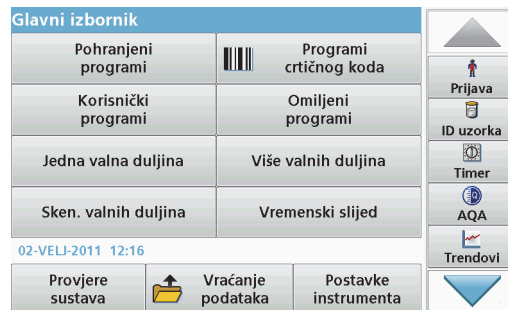 Glavni izbornik
Pohranjeni
programi
Programi
crtičnog koda
Korisnički
programi
Omiljeni
programi
Jedna valna duljina
Više valnih duljina
Sken. valnih duljina
Vremenski slijed
02-VELJ-2011 12:16
Provjere
sustava
Vraćanje
podataka
Postavke
instrumenta
Prijava
ID uzorka
Timer
AQA
Trendovi